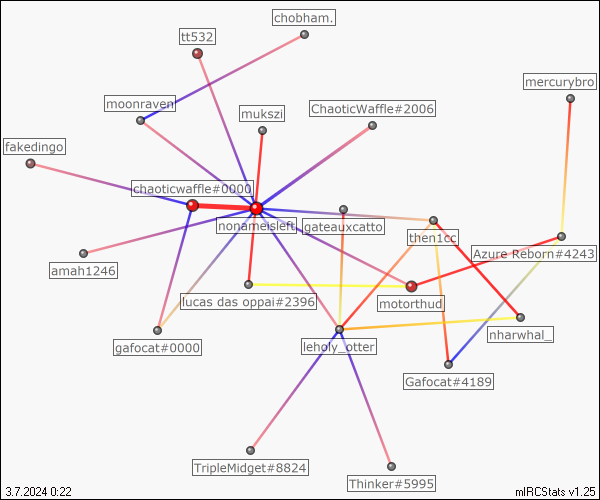 chobham.
tt532
mercurybro
moonraven
mukszi
ChaoticWaffle#2006
fakedingo
chaoticwaffle#0000
nonameisleft
gateauxcatto
then1cc
Azure Reborn#4243
amah1246
lucas das oppai#2396
motorthud
gafocat#0000
leholy_otter
nharwhal_
Gafocat#4189
TripleMidget#8824
Thinker#5995
3.7.2024 0:22
mIRCStats v1.25